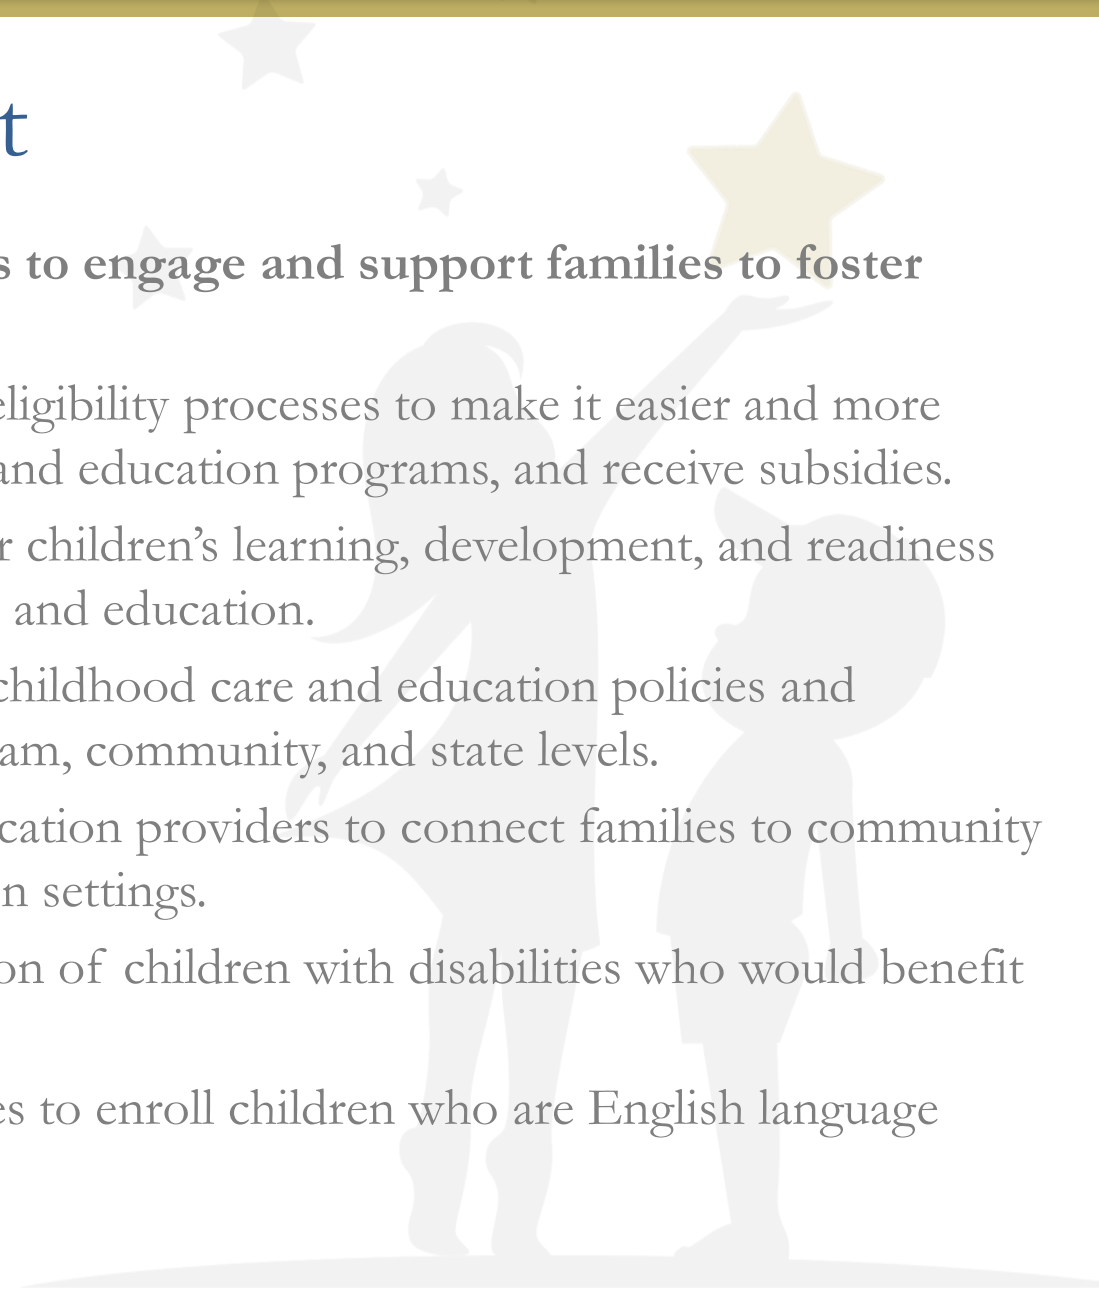 t
s to engage and support families to foster
eligibility processes to make it easier and more
and education programs, and receive subsidies.
r children’s learning, development, and readiness
and education.
childhood care and education policies and
am, community, and state levels.
cation providers to connect families to community
n settings.
on of children with disabilities who would benefit
es to enroll children who are English language